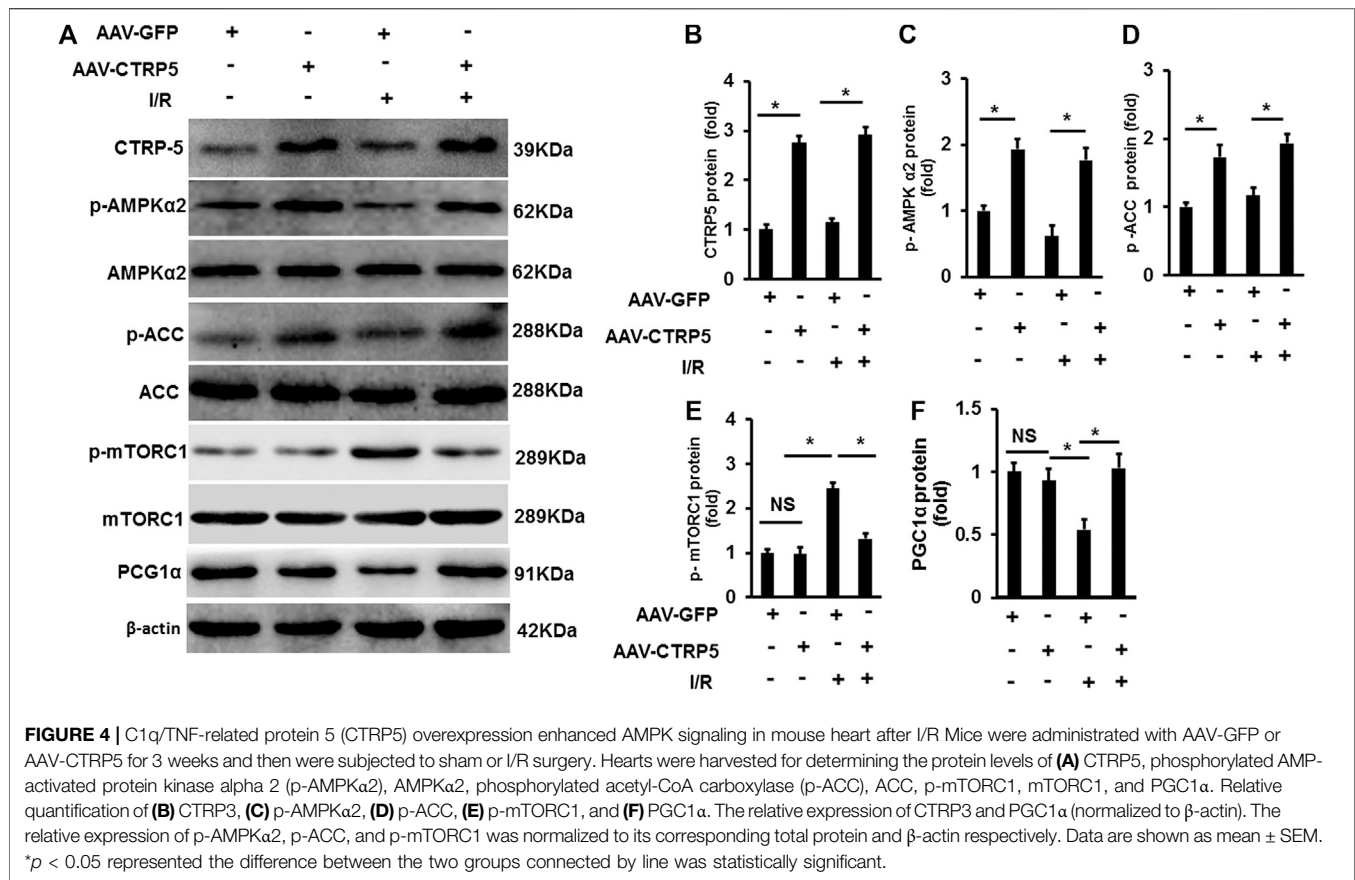 A
AAV-GFP + - + -
AAV-CTRP5 - + - +
I/R - - + +
CTRP-5 39KDa
p-AMPKα2 62KDa
AMPKα2 62KDa
p-ACC 288KDa
ACC 288KDa
p-mTORC1 289KDa
mTORC1 289KDa
PCG1α 91KDa
β-actin 42KDa
B
CTRP5 protein (fold)
4
3
2
1
0
* *
AAV-GFP + - + -
AAV-CTRP5 - + - +
I/R - - + +
C
p- AMPK α2 protein
(fold)
3
2
1
0
* *
+ - + -
- + - +
- - + +
D
p -ACC protein (fold)
3
2
1
0
* *
+ - + -
- + - +
- - + +
E
p- mTORC1 protein
(fold)
4
3
2
1
0
NS * *
AAV-GFP + - + -
AAV-CTRP5 - + - +
I/R - - + +
F
PGC1α protein
(fold)
1.5
1
0.5
0
NS * *
+ - + -
- + - +
- - + +
FIGURE 4 | C1q/TNF-related protein 5 (CTRP5) overexpression enhanced AMPK signaling in mouse heart after I/R Mice were administrated with AAV-GFP or
AAV-CTRP5 for 3 weeks and then were subjected to sham or I/R surgery. Hearts were harvested for determining the protein levels of (A) CTRP5, phosphorylated AMP-
activated protein kinase alpha 2 (p-AMPKα2), AMPKα2, phosphorylated acetyl-CoA carboxylase (p-ACC), ACC, p-mTORC1, mTORC1, and PGC1α. Relative
quantification of (B) CTRP3, (C) p-AMPKα2, (D) p-ACC, (E) p-mTORC1, and (F) PGC1α. The relative expression of CTRP3 and PGC1α (normalized to β-actin). The
relative expression of p-AMPKα2, p-ACC, and p-mTORC1 was normalized to its corresponding total protein and β-actin respectively. Data are shown as mean ± SEM.
*p < 0.05 represented the difference between the two groups connected by line was statistically significant.